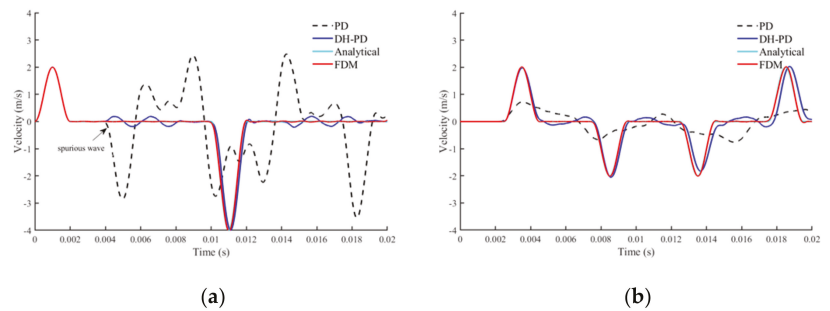 4
3
2
1
0
-1
-2
-3
-4
Velocity (m/s)
PD
DH-PD
Analytical
FDM
spurious wave
0 0.002 0.004 0.006 0.008 0.01 0.012 0.014 0.016 0.018 0.02
Time (s)
(a)
4
3
2
1
0
-1
-2
-3
-4
Velocity (m/s)
PD
DH-PD
Analytical
FDM
0 0.002 0.004 0.006 0.008 0.01 0.012 0.014 0.016 0.018 0.02
Time (s)
(b)